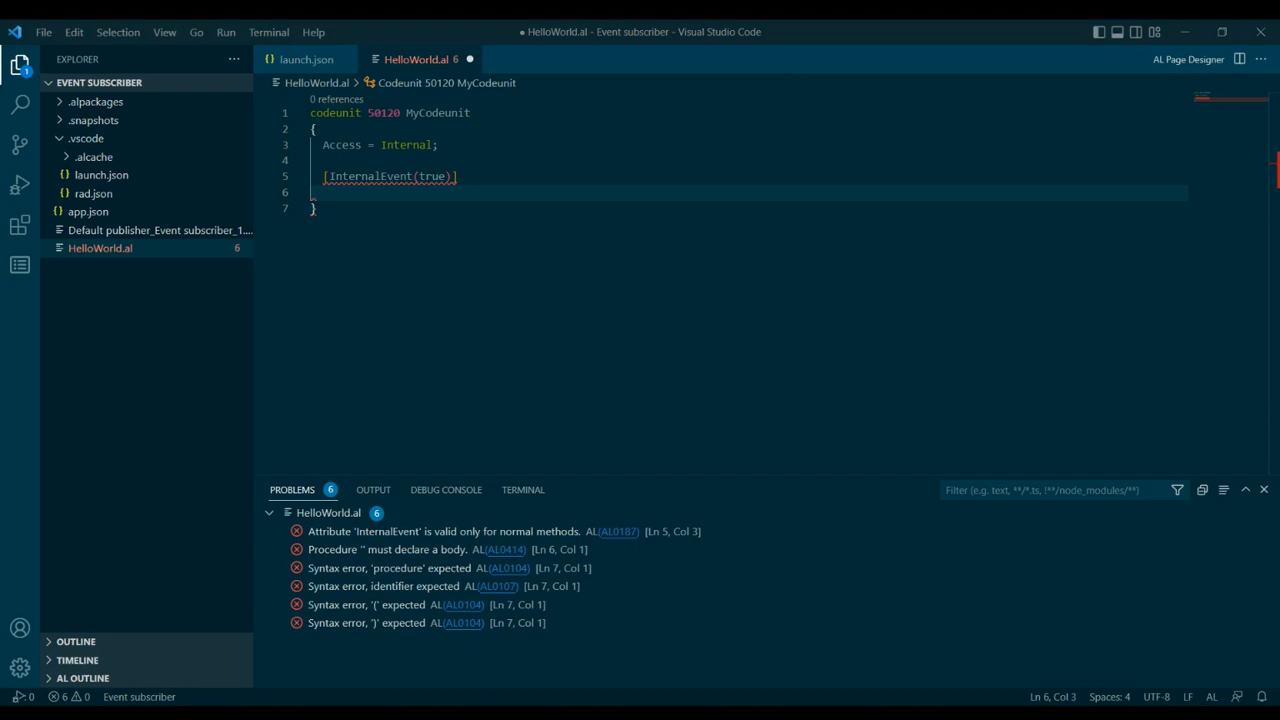 File Edit Selection View Go Run Terminal Help
● HelloWorld.al - Event subscriber - Visual Studio Code
EXPLORER
EVENT SUBSCRIBER
.alpackages
.snapshots
.vscode
.alcache
launch.json
rad.json
app.json
Default publisher_Event subscriber_1....
HelloWorld.al 6
OUTLINE
TIMELINE
AL OUTLINE
1
launch.json
HelloWorld.al 6
AL Page Designer
HelloWorld.al > Codeunit 50120 MyCodeunit
0 references
1 codeunit 50120 MyCodeunit
2 {
3 Access = Internal;
4
5 [InternalEvent(true)]
6
7 }
PROBLEMS 6 OUTPUT DEBUG CONSOLE TERMINAL
Filter (e.g. text, **/*.ts, !**/node_modules/**)
HelloWorld.al 6
Attribute 'InternalEvent' is valid only for normal methods. AL(AL0187) [Ln 5, Col 3]
Procedure '' must declare a body. AL(AL0414) [Ln 6, Col 1]
Syntax error, 'procedure' expected AL(AL0104) [Ln 7, Col 1]
Syntax error, identifier expected AL(AL0107) [Ln 7, Col 1]
Syntax error, '(' expected AL(AL0104) [Ln 7, Col 1]
Syntax error, ')' expected AL(AL0104) [Ln 7, Col 1]
0 6 0 Event subscriber
Ln 6, Col 3 Spaces: 4 UTF-8 LF AL